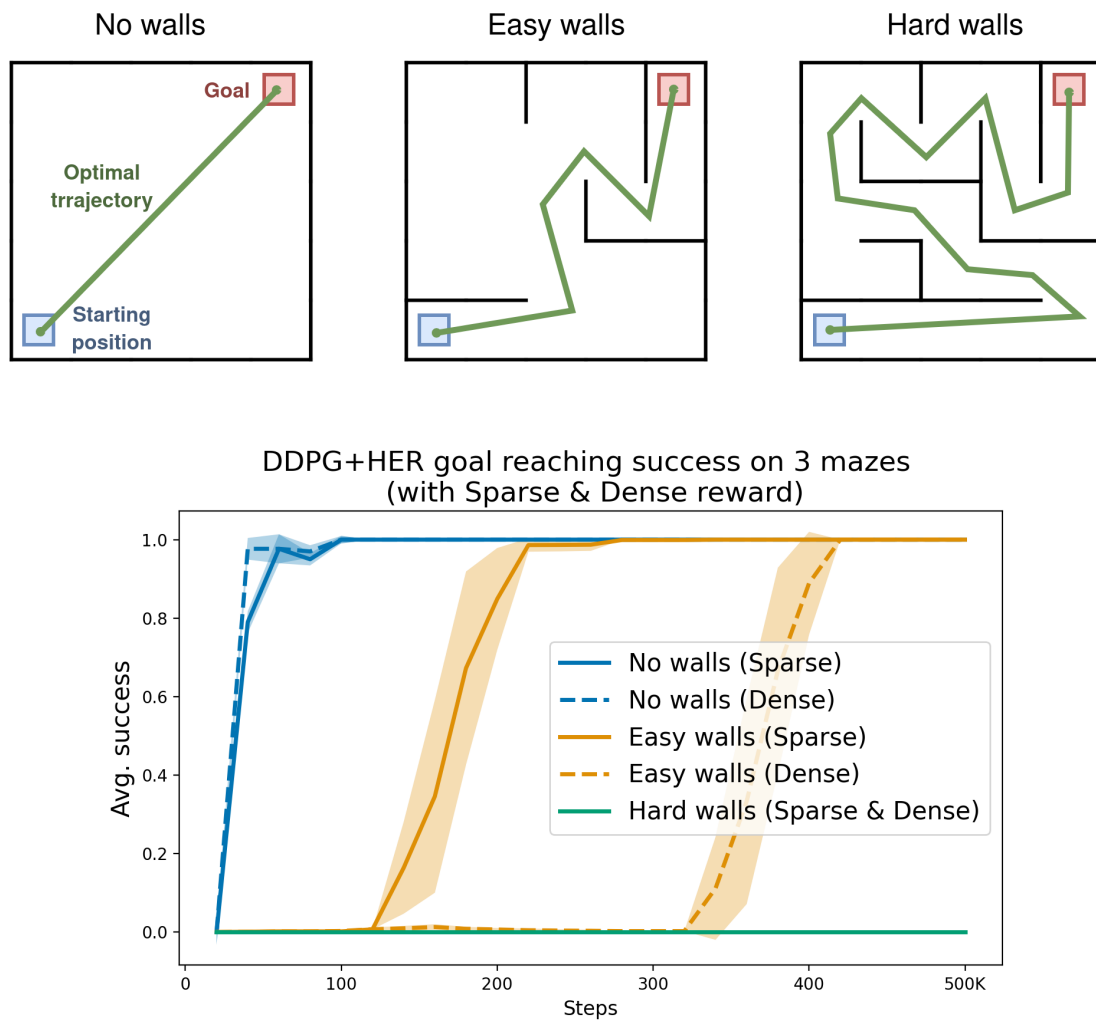 No walls
Easy walls
Hard walls
Goal
Optimal
trrajectory
Starting
position
DDPG+HER goal reaching success on 3 mazes
(with Sparse & Dense reward)
Avg. success
1.0
0.8
0.6
0.4
0.2
0.0
No walls (Sparse)
No walls (Dense)
Easy walls (Sparse)
Easy walls (Dense)
Hard walls (Sparse & Dense)
0
100
200
300
400
500K
Steps